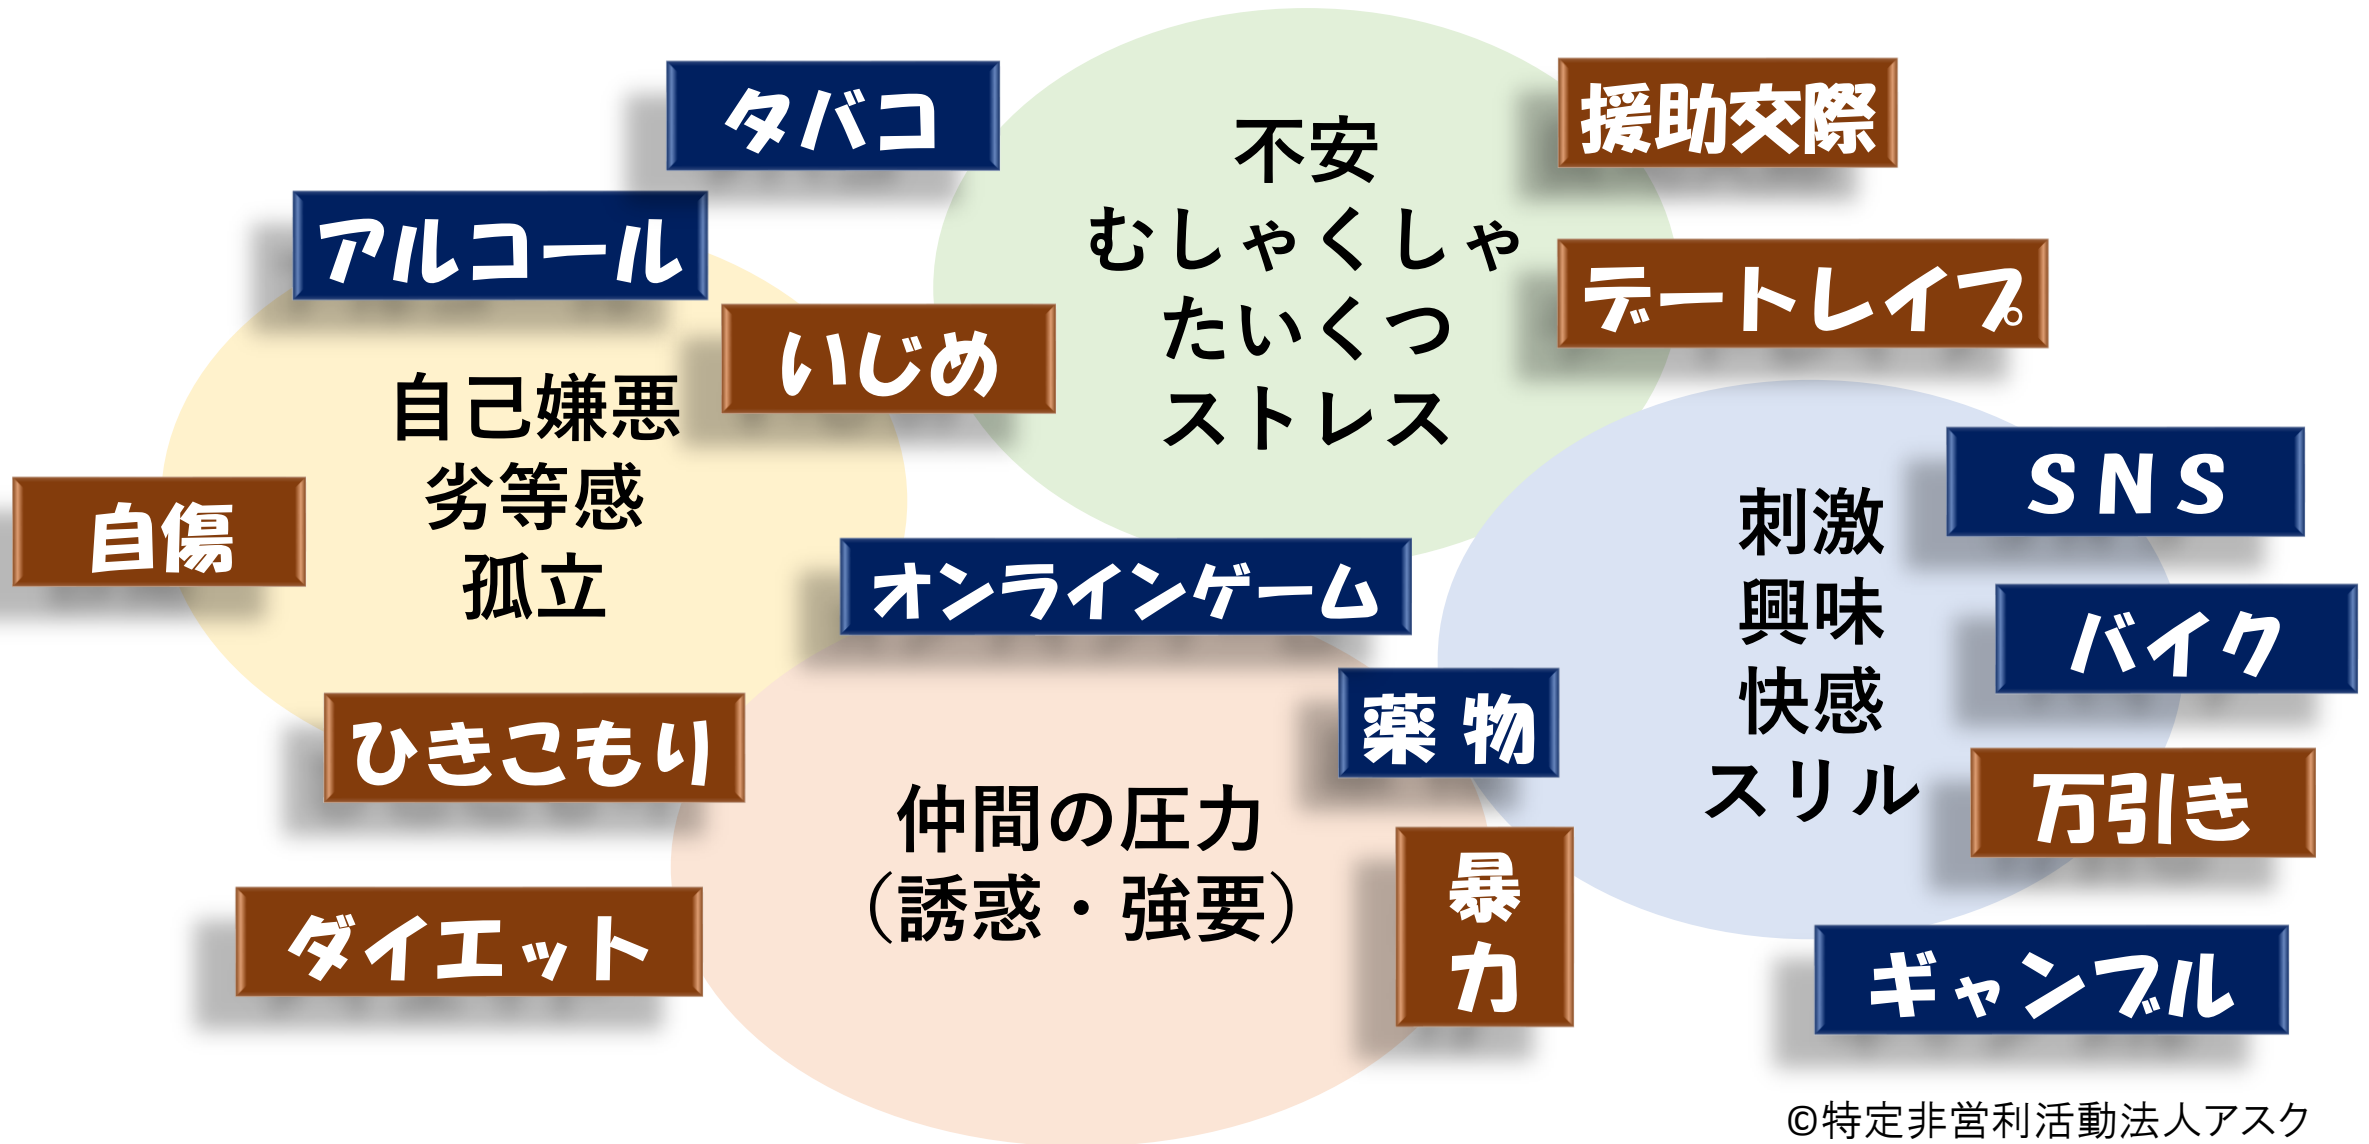 タバコ
アルコール
いじめ
自己嫌悪
劣等感
孤立
自傷
ひきこもり
ダイエット
不安
むしゃくしゃ
たいくつ
ストレス
援助交際
デートレイプ
オンラインゲーム
仲間の圧力
（誘惑・強要）
薬 物
暴
力
刺激
興味
快感
スリル
ＳＮＳ
バイク
万引き
ギャンブル
©特定非営利活動法人アスク